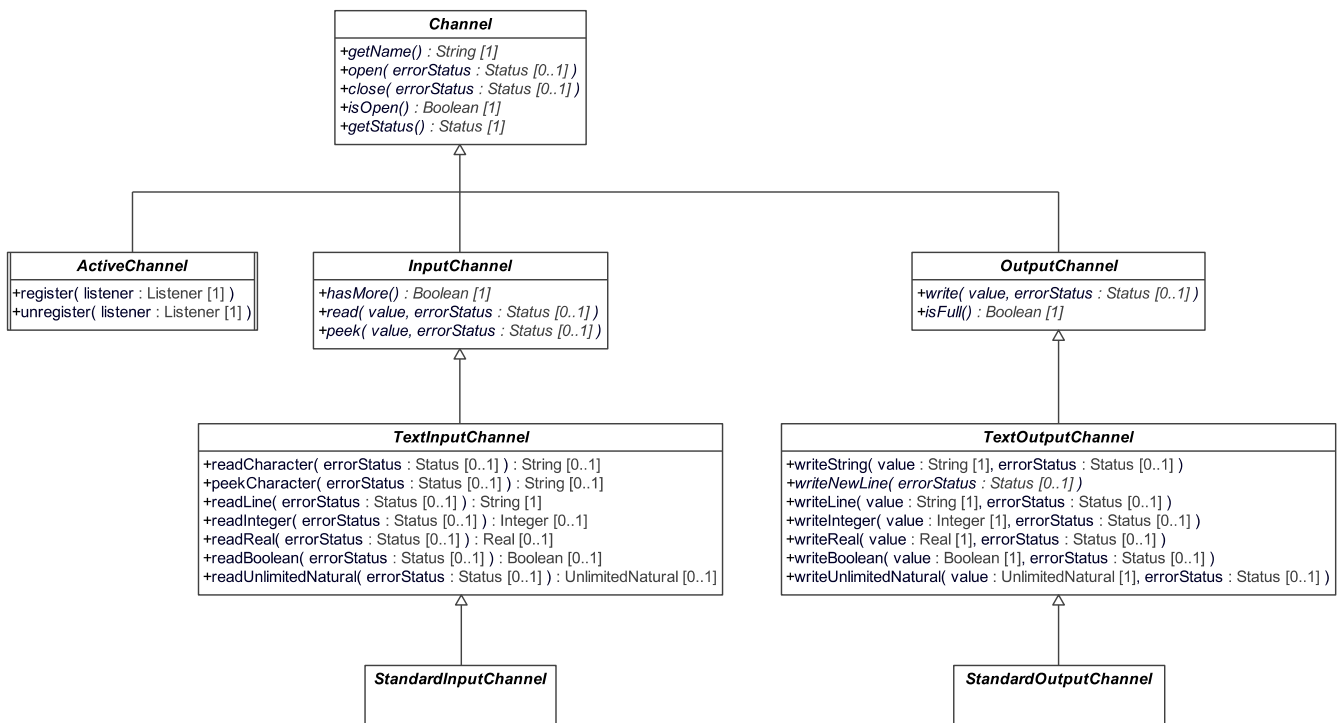 Channel
+getName() : String [1]
+open( errorStatus : Status [0..1] )
+close( errorStatus : Status [0..1] )
+isOpen() : Boolean [1]
+getStatus() : Status [1]
ActiveChannel
+register( listener : Listener [1] )
+unregister( listener : Listener [1] )
InputChannel
+hasMore() : Boolean [1]
+read( value, errorStatus : Status [0..1] )
+peek( value, errorStatus : Status [0..1] )
OutputChannel
+write( value, errorStatus : Status [0..1] )
+isFull() : Boolean [1]
TextInputChannel
+readCharacter( errorStatus : Status [0..1] ) : String [0..1]
+peekCharacter( errorStatus : Status [0..1] ) : String [0..1]
+readLine( errorStatus : Status [0..1] ) : String [1]
+readInteger( errorStatus : Status [0..1] ) : Integer [0..1]
+readReal( errorStatus : Status [0..1] ) : Real [0..1]
+readBoolean( errorStatus : Status [0..1] ) : Boolean [0..1]
+readUnlimitedNatural( errorStatus : Status [0..1] ) : UnlimitedNatural [0..1]
TextOutputChannel
+writeString( value : String [1], errorStatus : Status [0..1] )
+writeNewLine( errorStatus : Status [0..1] )
+writeLine( value : String [1], errorStatus : Status [0..1] )
+writeInteger( value : Integer [1], errorStatus : Status [0..1] )
+writeReal( value : Real [1], errorStatus : Status [0..1] )
+writeBoolean( value : Boolean [1], errorStatus : Status [0..1] )
+writeUnlimitedNatural( value : UnlimitedNatural [1], errorStatus : Status [0..1] )
StandardInputChannel
StandardOutputChannel